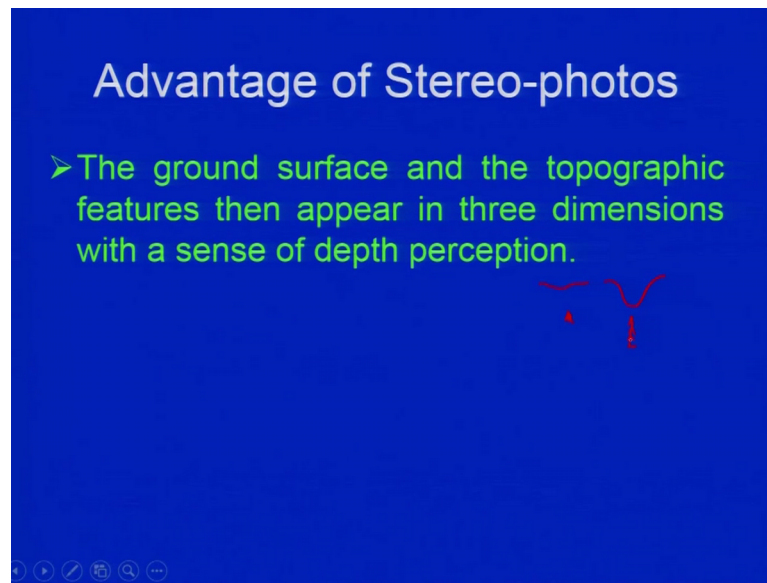 Advantage of Stereo-photos
The ground surface and the topographic
features then appear in three dimensions
with a sense of depth perception.